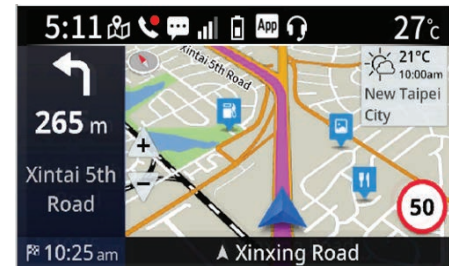 5:11 App 27°c
265 m
Xintai 5th
Road
10:25 am
Xintai 5th Road
+
−
21°C
10:00am
New Taipei
City
50
Xinxing Road